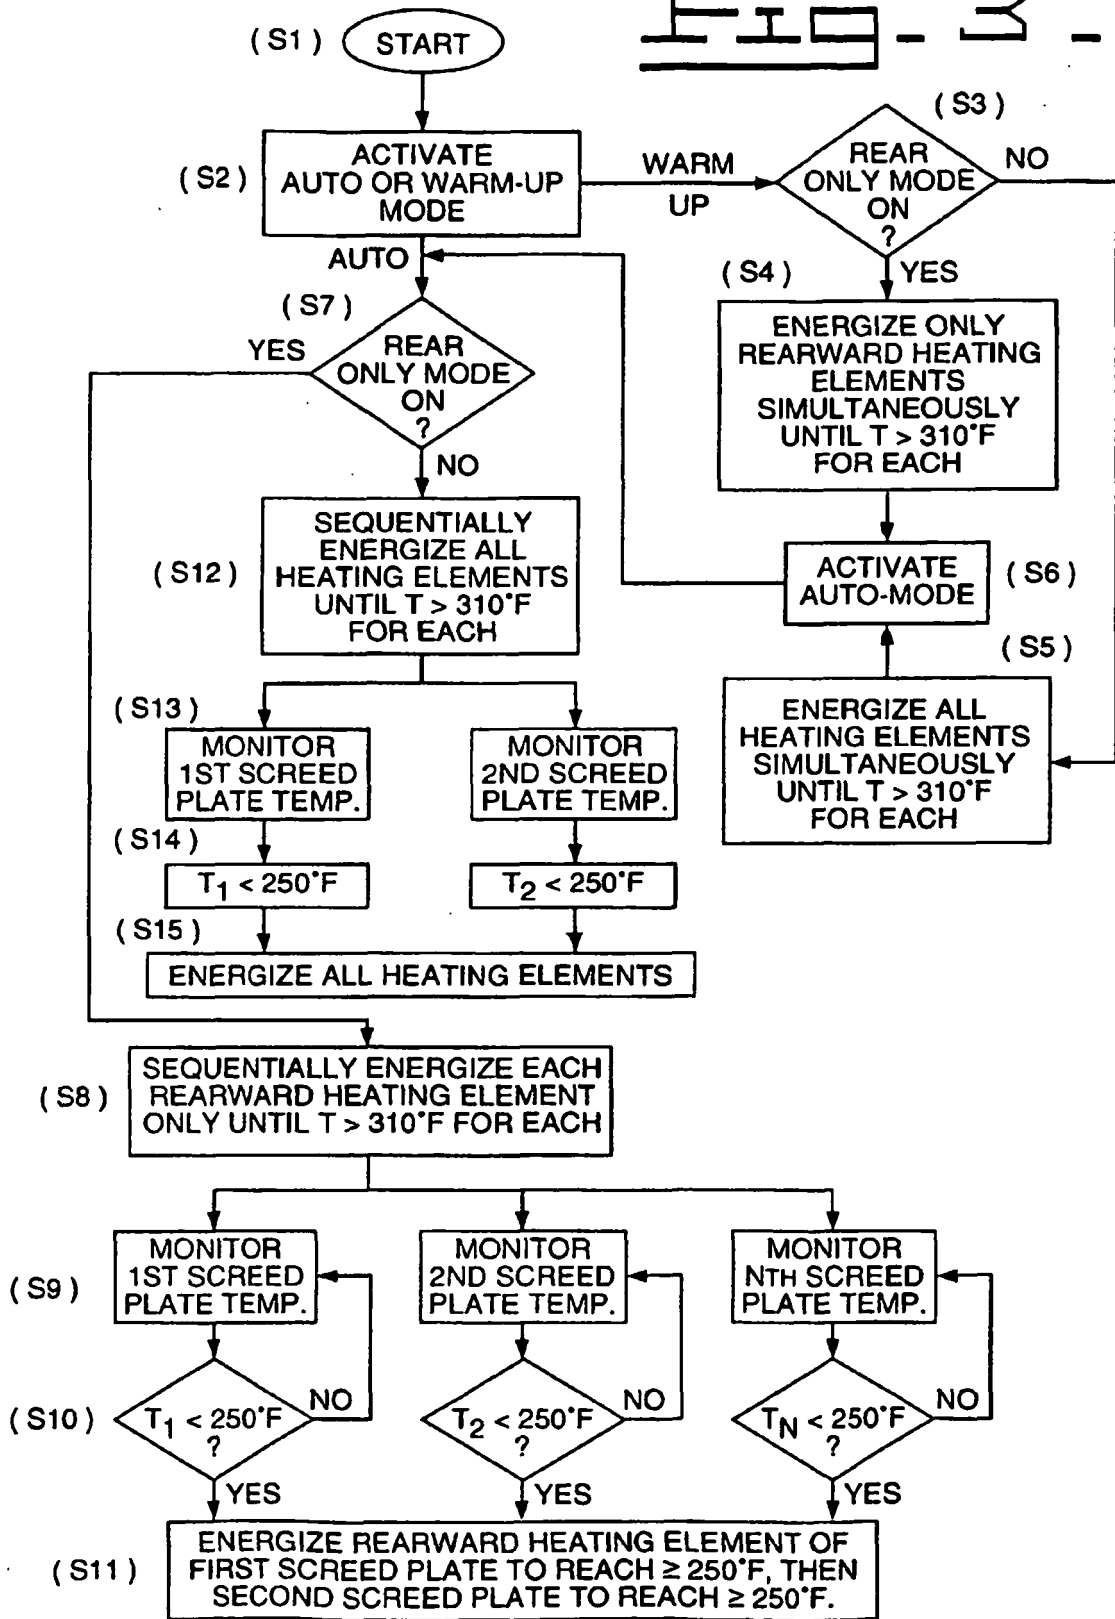 Fig. 3.
(S1)
START
(S2)
ACTIVATE
AUTO OR WARM-UP
MODE
WARM
UP
(S3)
REAR
ONLY MODE
ON
?
NO
YES
(S4)
ENERGIZE ONLY
REARWARD HEATING
ELEMENTS
SIMULTANEOUSLY
UNTIL T > 310°F
FOR EACH
ACTIVATE
AUTO-MODE
(S6)
(S5)
ENERGIZE ALL
HEATING ELEMENTS
SIMULTANEOUSLY
UNTIL T > 310°F
FOR EACH
AUTO
(S7)
YES
REAR
ONLY MODE
ON
?
NO
(S12)
SEQUENTIALLY
ENERGIZE ALL
HEATING ELEMENTS
UNTIL T > 310°F
FOR EACH
(S13)
MONITOR
1ST SCREED
PLATE TEMP.
MONITOR
2ND SCREED
PLATE TEMP.
(S14)
T1 < 250°F
T2 < 250°F
(S15)
ENERGIZE ALL HEATING ELEMENTS
(S8)
SEQUENTIALLY ENERGIZE EACH
REARWARD HEATING ELEMENT
ONLY UNTIL T > 310°F FOR EACH
(S9)
MONITOR
1ST SCREED
PLATE TEMP.
MONITOR
2ND SCREED
PLATE TEMP.
MONITOR
NTH SCREED
PLATE TEMP.
(S10)
T1 < 250°F
?
NO
YES
T2 < 250°F
?
NO
YES
TN < 250°F
?
NO
YES
(S11)
ENERGIZE REARWARD HEATING ELEMENT OF
FIRST SCREED PLATE TO REACH ≥ 250°F, THEN
SECOND SCREED PLATE TO REACH ≥ 250°F.